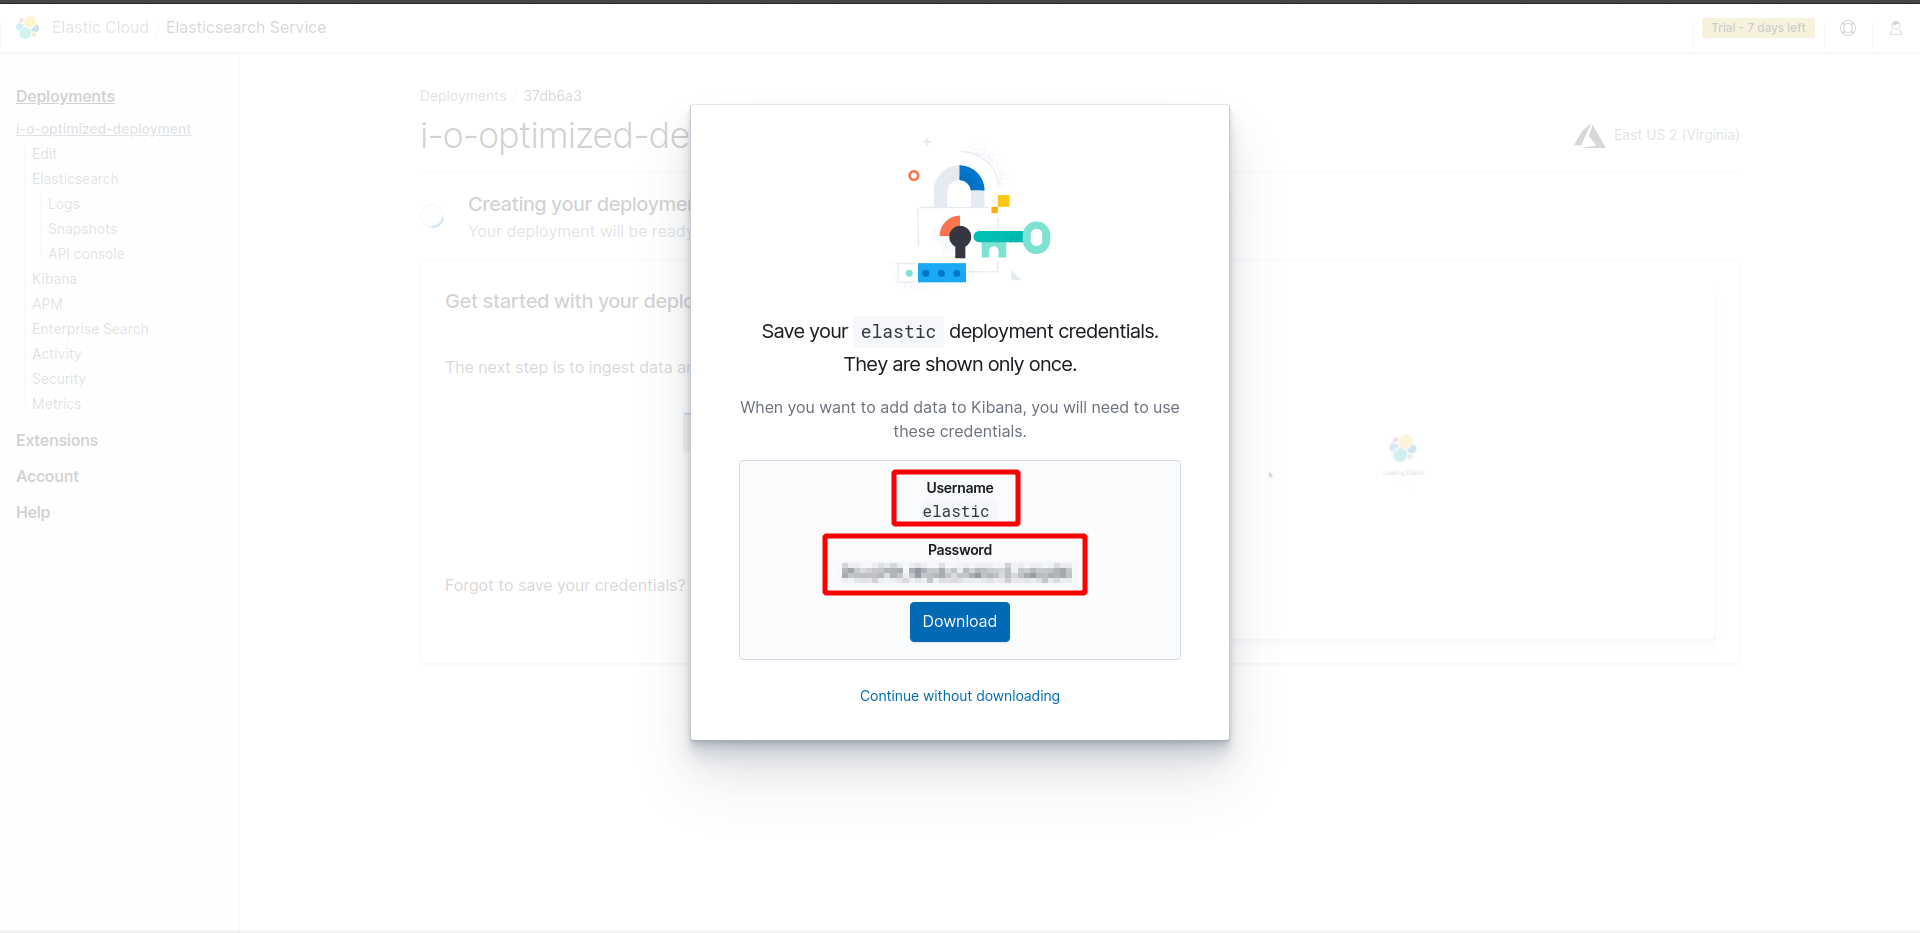 Elastic Cloud / Elasticsearch Service
Trial - 7 days left
Deployments
i-o-optimized-deployment
Edit
Elasticsearch
Logs
Snapshots
API console
Kibana
APM
Enterprise Search
Activity
Security
Metrics
Extensions
Account
Help
Deployments / 37db6a3
i-o-optimized-de
East US 2 (Virginia)
Creating your deployme
Your deployment will be ready
Get started with your depl
The next step is to ingest data
Forgot to save your credentials?
Save your elastic deployment credentials.
They are shown only once.
When you want to add data to Kibana, you will need to use
these credentials.
Username
elastic
Password
Download
Continue without downloading
Loading Elastic